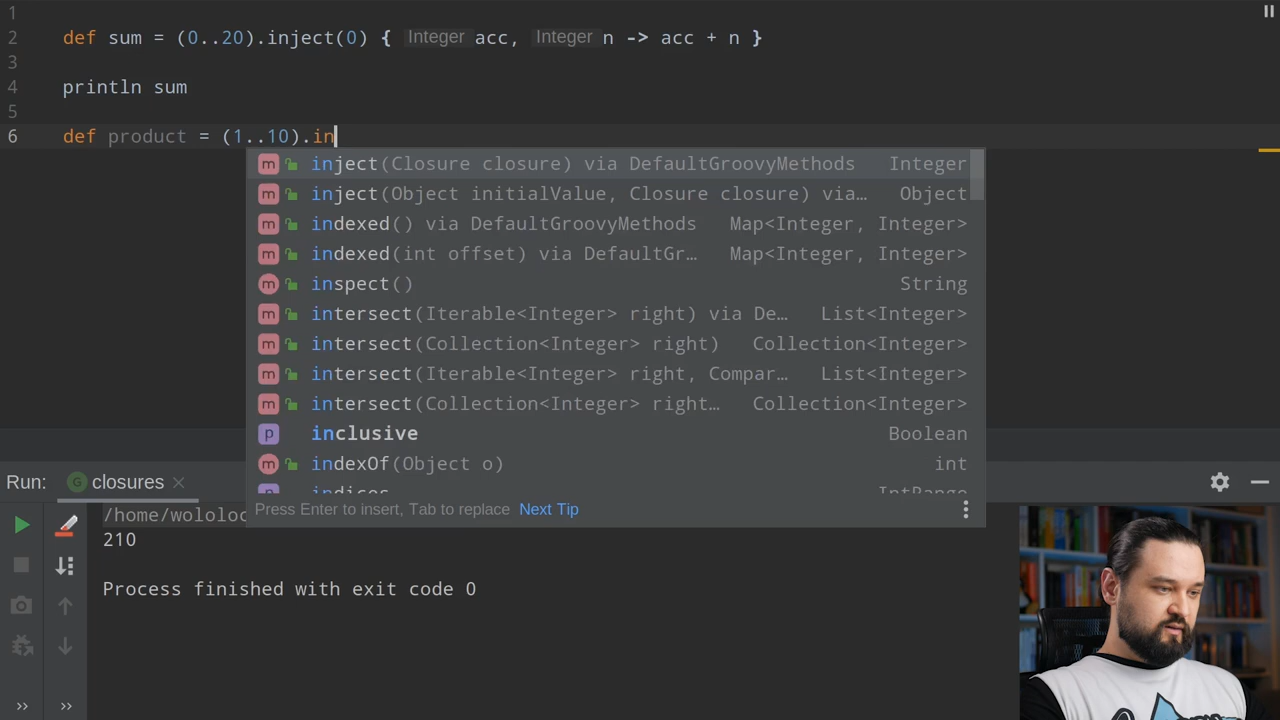 1
2 def sum = (0..20).inject(0) { Integer acc, Integer n -> acc + n }
3
4 println sum
5
6 def product = (1..10).in
m inject(Closure closure) via DefaultGroovyMethods Integer
m inject(Object initialValue, Closure closure) via… Object
m indexed() via DefaultGroovyMethods Map<Integer, Integer>
m indexed(int offset) via DefaultGr… Map<Integer, Integer>
m inspect() String
m intersect(Iterable<Integer> right) via De… List<Integer>
m intersect(Collection<Integer> right) Collection<Integer>
m intersect(Iterable<Integer> right, Compar… List<Integer>
m intersect(Collection<Integer> right… Collection<Integer>
p inclusive Boolean
m indexOf(Object o) int
p indices IntRange
Press Enter to insert, Tab to replace Next Tip
Run: G closures
/home/wololoc
210
Process finished with exit code 0